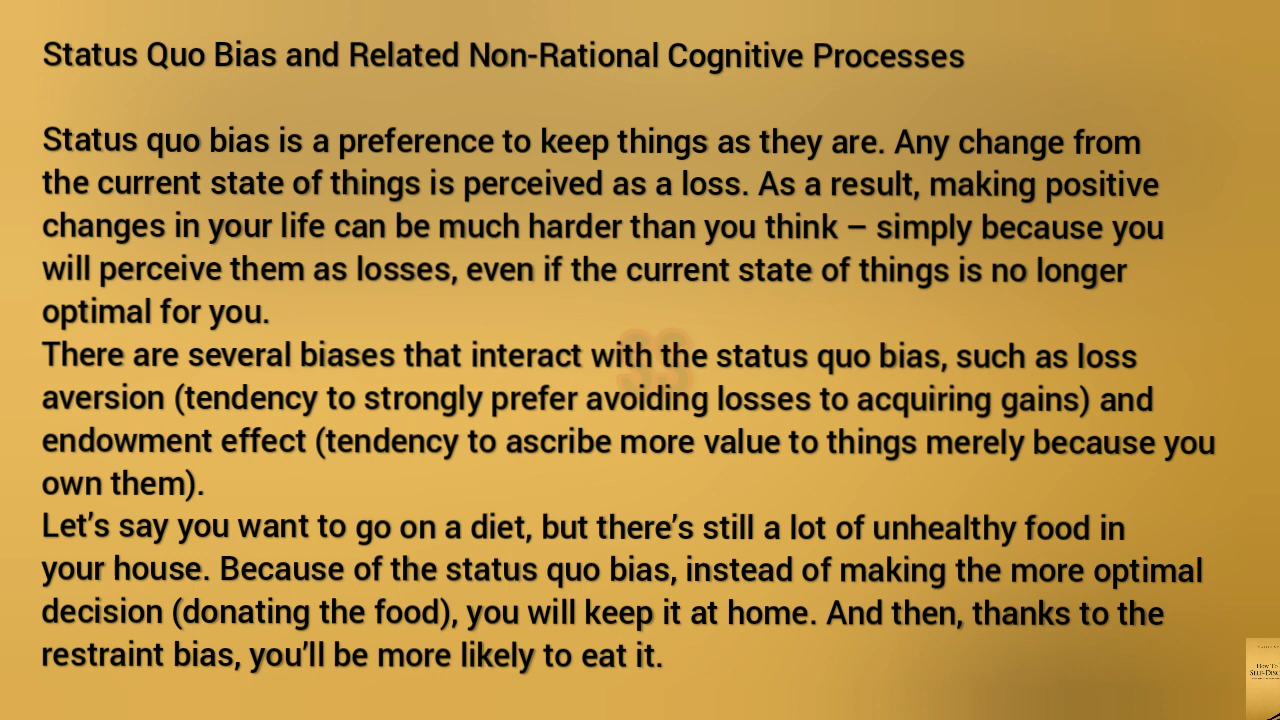 Status Quo Bias and Related Non-Rational Cognitive Processes
Status quo bias is a preference to keep things as they are. Any change from
the current state of things is perceived as a loss. As a result, making positive
changes in your life can be much harder than you think – simply because you
will perceive them as losses, even if the current state of things is no longer
optimal for you.
There are several biases that interact with the status quo bias, such as loss
aversion (tendency to strongly prefer avoiding losses to acquiring gains) and
endowment effect (tendency to ascribe more value to things merely because you
own them).
Let’s say you want to go on a diet, but there’s still a lot of unhealthy food in
your house. Because of the status quo bias, instead of making the more optimal
decision (donating the food), you will keep it at home. And then, thanks to the
restraint bias, you’ll be more likely to eat it.
How To